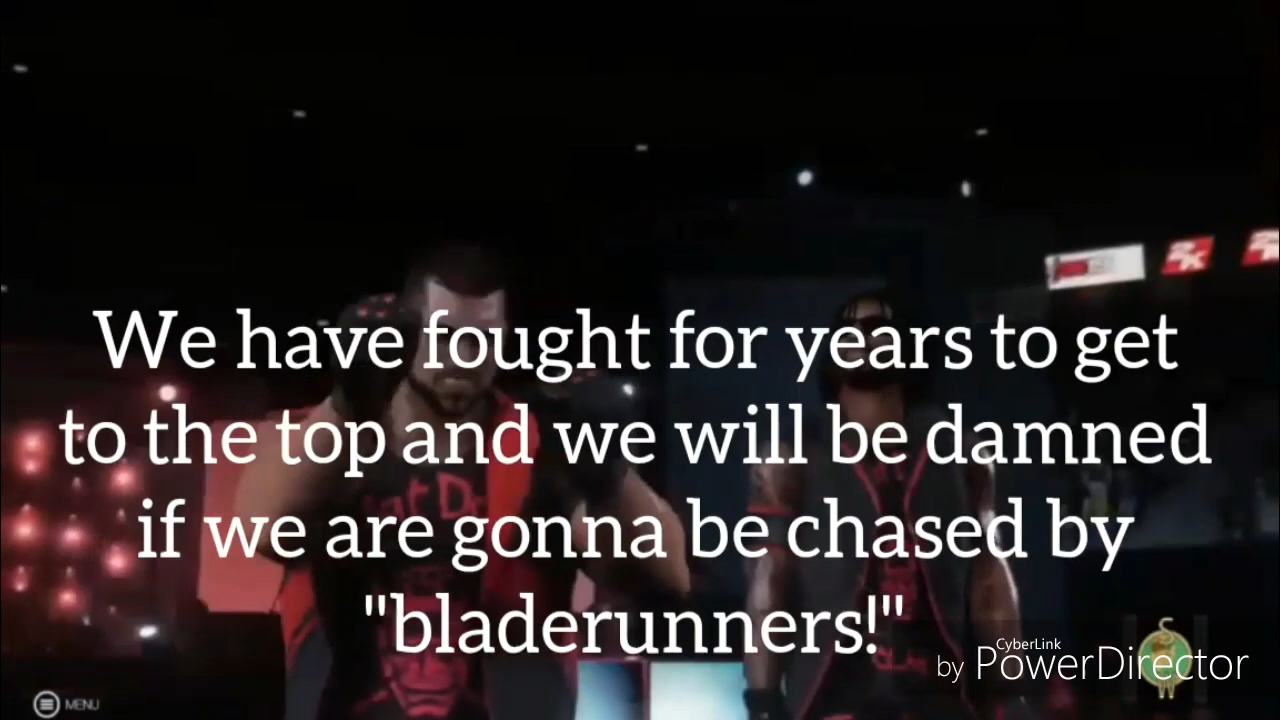 2K
We have fought for years to get
to the top and we will be damned
if we are gonna be chased by
"bladerunners!"
CyberLink
by PowerDirector
MENU